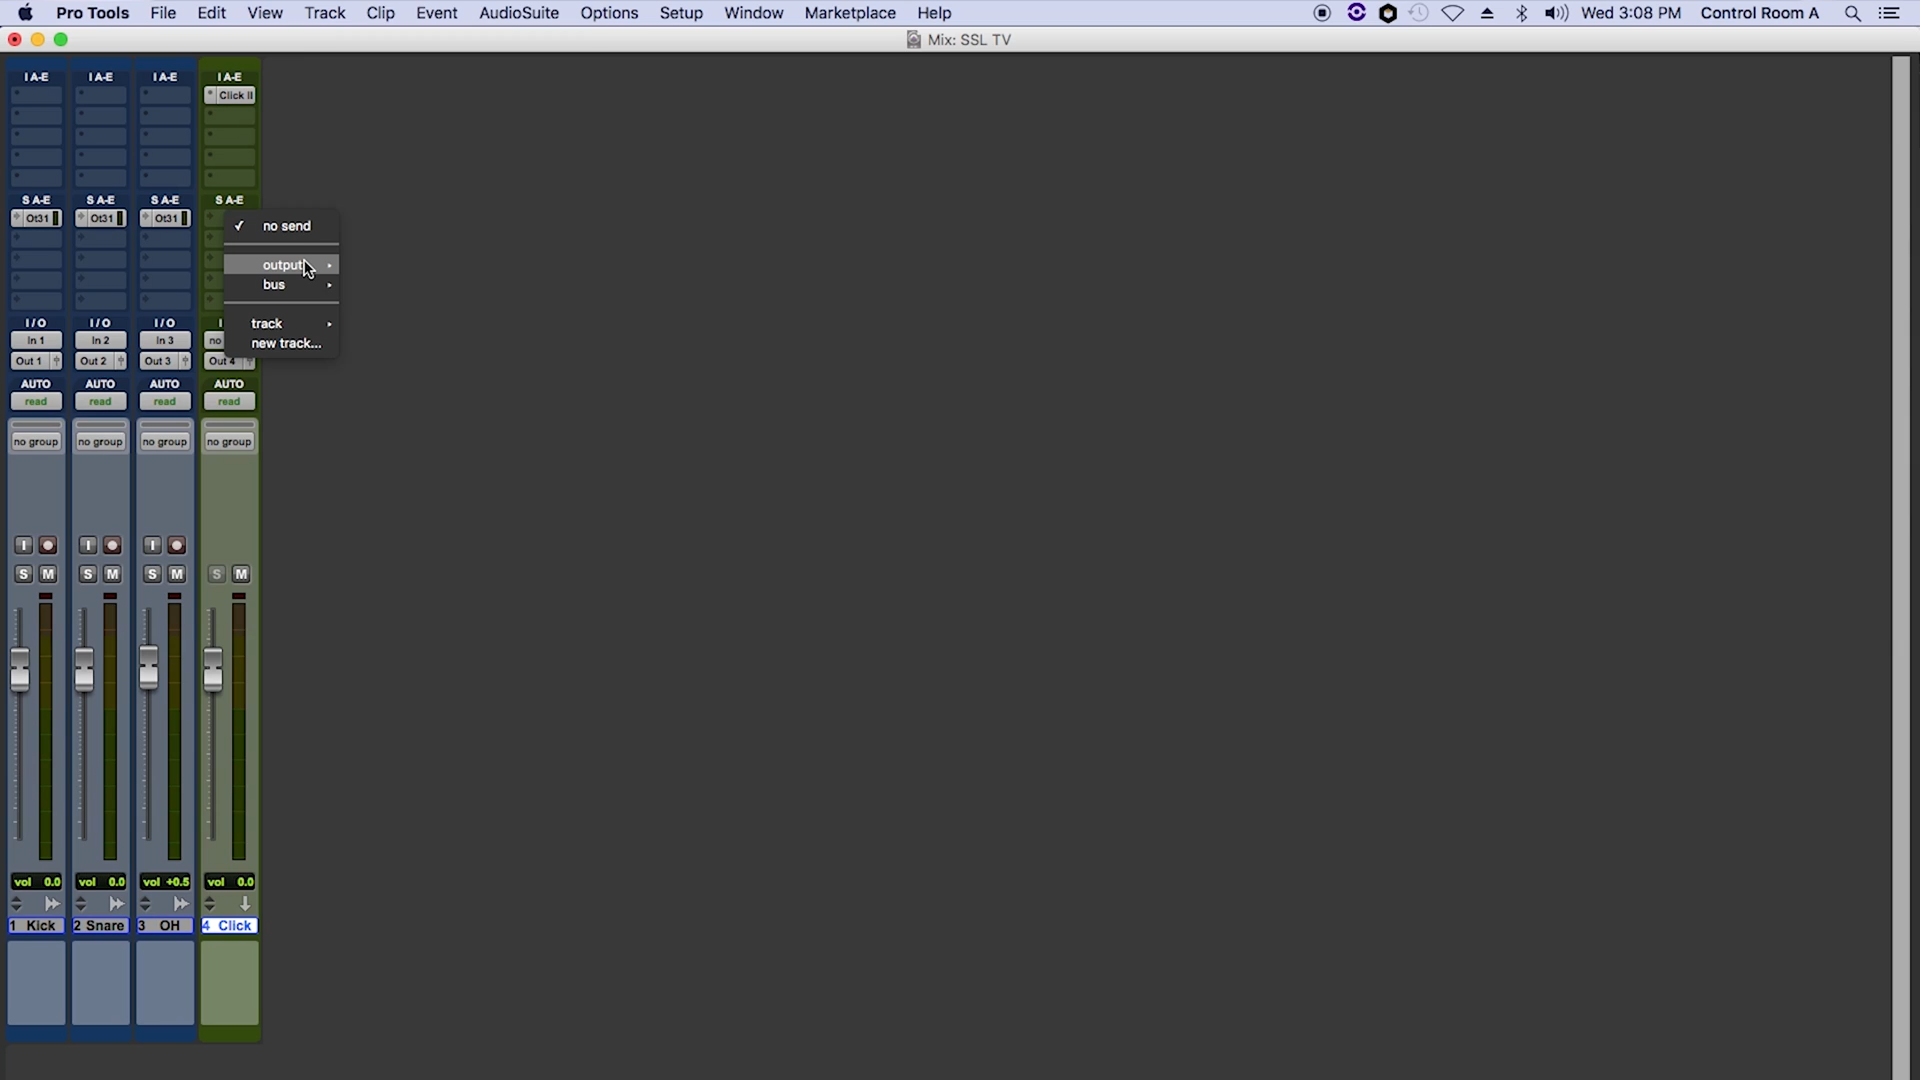 Pro Tools File Edit View Track Clip Event AudioSuite Options Setup Window Marketplace Help Wed 3:08 PM Control Room A
Mix: SSL TV
I A-E I A-E I A-E I A-E
Click II
S A-E S A-E S A-E S A-E
Ot31 Ot31 Ot31
no send
output
bus
track
new track...
I / O I / O I / O I
In 1 In 2 In 3 no
Out 1 Out 2 Out 3 Out 4
AUTO AUTO AUTO AUTO
read read read read
no group no group no group no group
I I I
S M S M S M S M
vol 0.0 vol 0.0 vol +0.5 vol 0.0
1 Kick 2 Snare 3 OH 4 Click